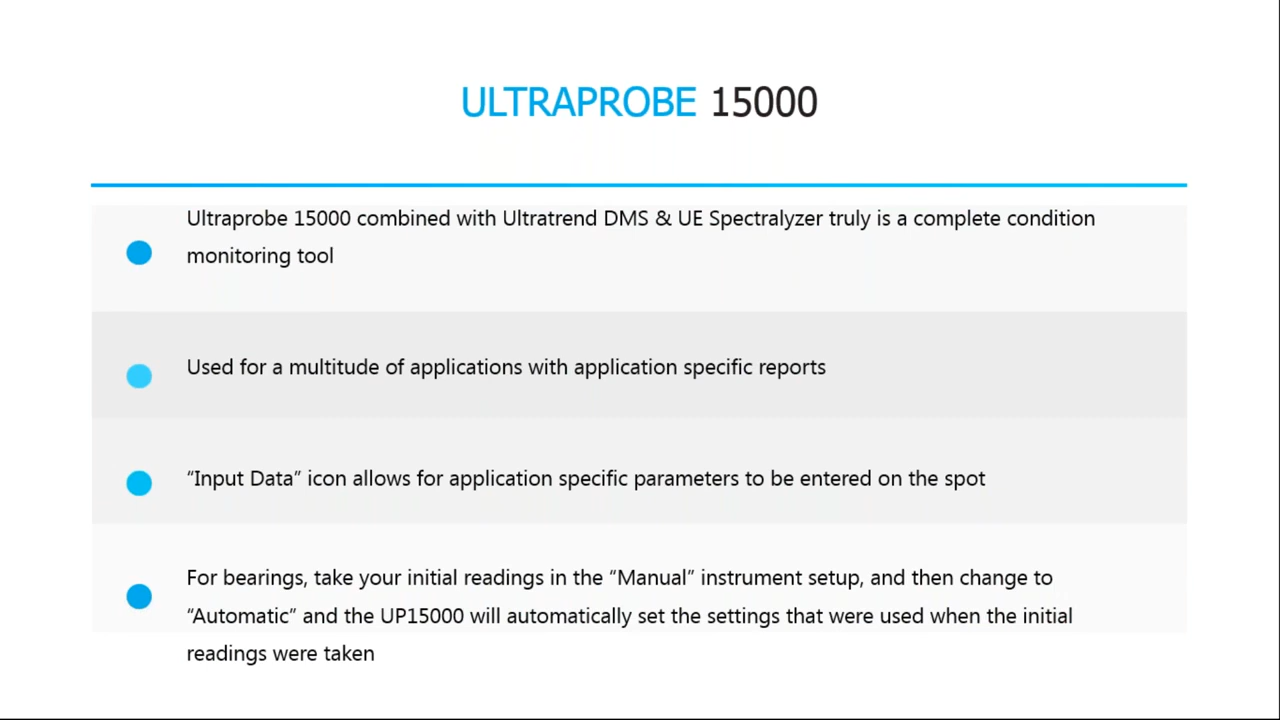 ULTRAPROBE 15000
Ultraprobe 15000 combined with Ultratrend DMS & UE Spectralyzer truly is a complete condition
monitoring tool
Used for a multitude of applications with application specific reports
“Input Data” icon allows for application specific parameters to be entered on the spot
For bearings, take your initial readings in the “Manual” instrument setup, and then change to
“Automatic” and the UP15000 will automatically set the settings that were used when the initial
readings were taken